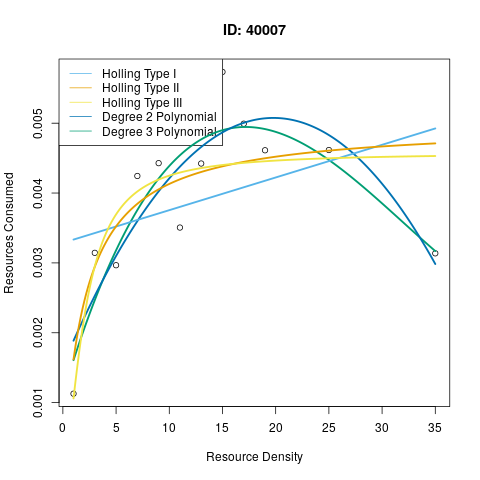 ID: 40007
Holling Type I
Holling Type II
Holling Type III
Degree 2 Polynomial
Degree 3 Polynomial
Resources Consumed
0.005
0.004
0.003
0.002
0.001
0 5 10 15 20 25 30 35
Resource Density